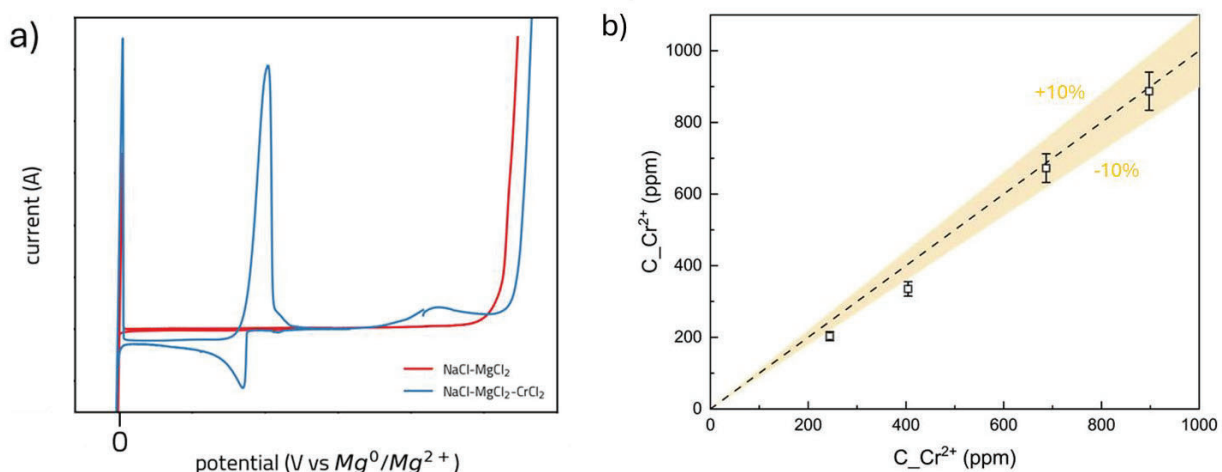 a)
current (A)
NaCl-MgCl₂
NaCl-MgCl₂-CrCl₂
0
potential (V vs Mg⁰/Mg²⁺)
b)
C_Cr²⁺ (ppm)
1000
800
600
400
200
0
+10%
-10%
0 200 400 600 800 1000
C_Cr²⁺ (ppm)